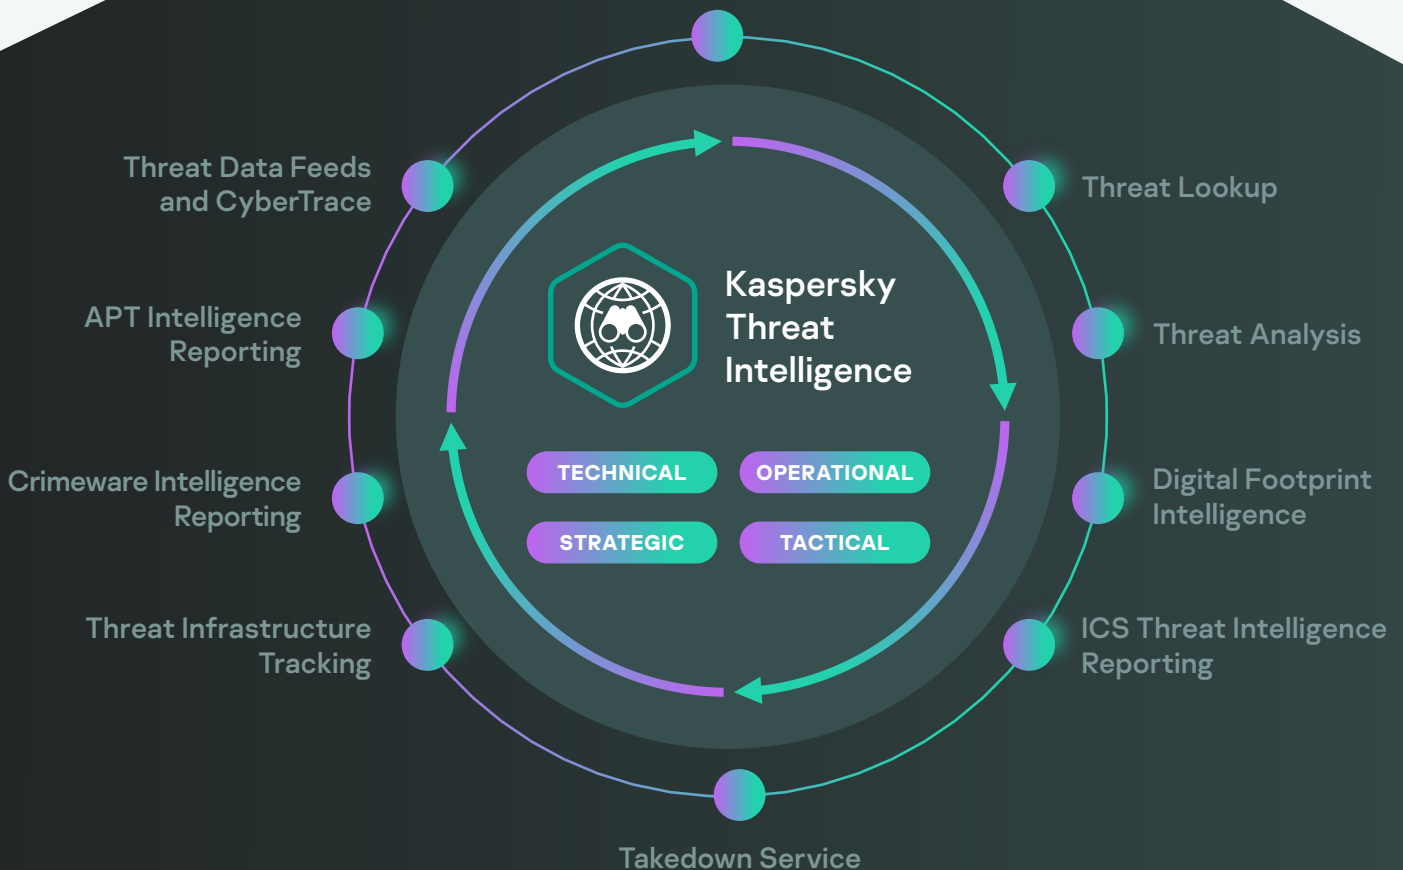 Threat Data Feeds
and CyberTrace
APT Intelligence
Reporting
Crimeware Intelligence
Reporting
Threat Infrastructure
Tracking
Kaspersky
Threat
Intelligence
TECHNICAL
OPERATIONAL
STRATEGIC
TACTICAL
Threat Lookup
Threat Analysis
Digital Footprint
Intelligence
ICS Threat Intelligence
Reporting
Takedown Service